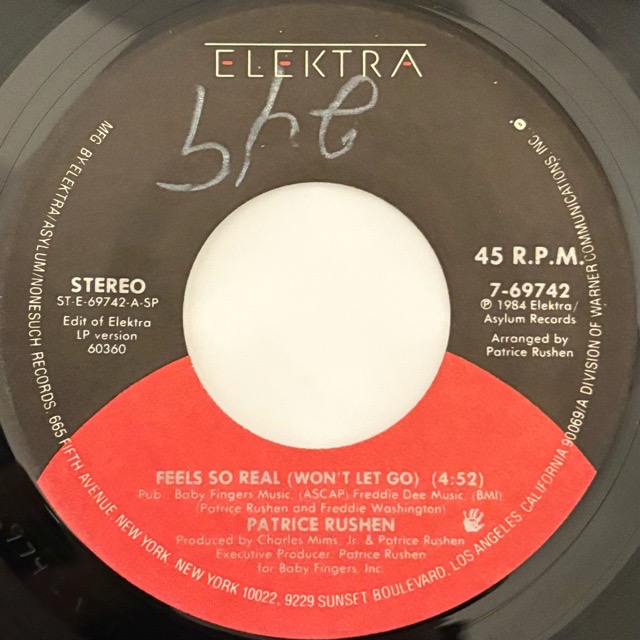 ELEKTRA
45 R.P.M.
STEREO
ST-E-69742-A-SP
Edit of Elektra
LP version
60360
7-69742
℗ 1984 Elektra/
Asylum Records
Arranged by
Patrice Rushen
FEELS SO REAL (WON'T LET GO) (4:52)
Pub. Baby Fingers Music, (ASCAP) Freddie Dee Music, (BMI)
(Patrice Rushen and Freddie Washington)
PATRICE RUSHEN
Produced by Charles Mims, Jr. & Patrice Rushen
Executive Producer, Patrice Rushen
for Baby Fingers, Inc.
MFG. BY ELEKTRA/ASYLUM/NONESUCH RECORDS, 665 FIFTH AVENUE, NEW YORK, NEW YORK 10022, 9229 SUNSET BOULEVARD, LOS ANGELES, CALIFORNIA 90069/A DIVISION OF WARNER COMMUNICATIONS, INC.